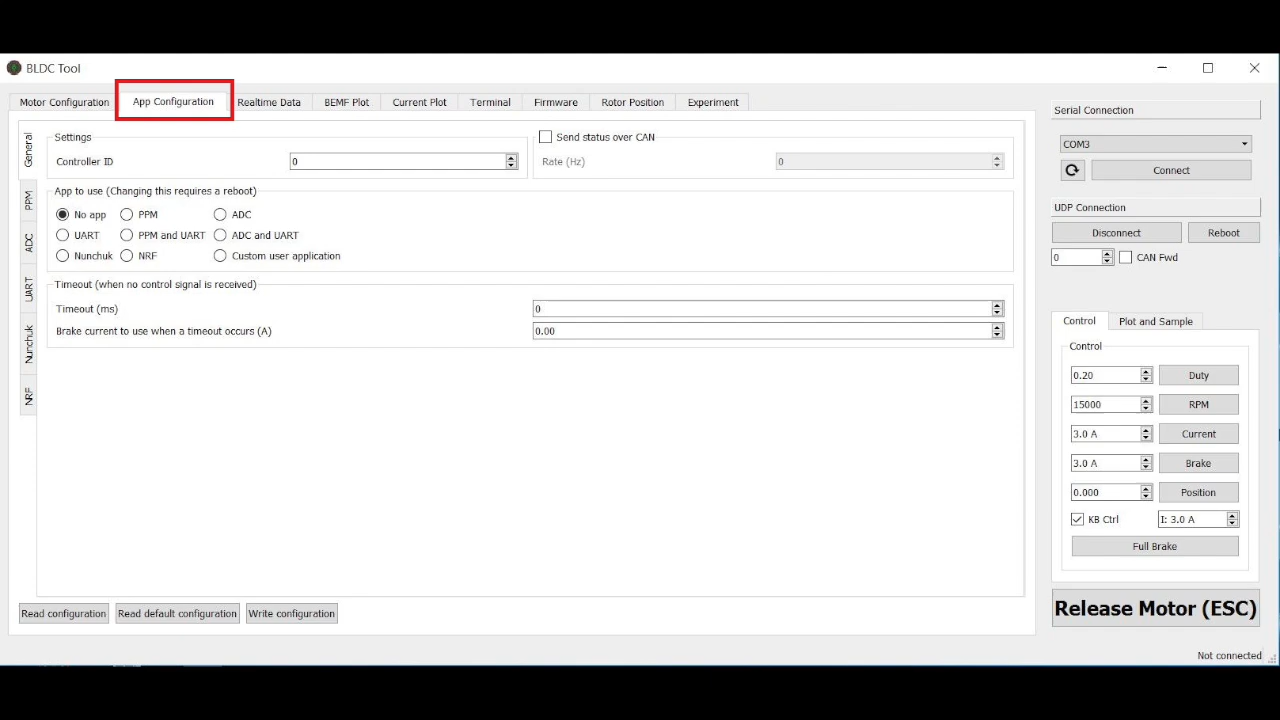 BLDC Tool
Motor Configuration App Configuration Realtime Data BEMF Plot Current Plot Terminal Firmware Rotor Position Experiment
General
PPM
ADC
UART
Nunchuk
NRF
Settings
Controller ID 0
Send status over CAN
Rate (Hz) 0
App to use (Changing this requires a reboot)
No app PPM ADC
UART PPM and UART ADC and UART
Nunchuk NRF Custom user application
Timeout (when no control signal is received)
Timeout (ms) 0
Brake current to use when a timeout occurs (A) 0.00
Read configuration Read default configuration Write configuration
Serial Connection
COM3
Connect
UDP Connection
Disconnect Reboot
0 CAN Fwd
Control Plot and Sample
Control
0.20 Duty
15000 RPM
3.0 A Current
3.0 A Brake
0.000 Position
KB Ctrl I: 3.0 A
Full Brake
Release Motor (ESC)
Not connected